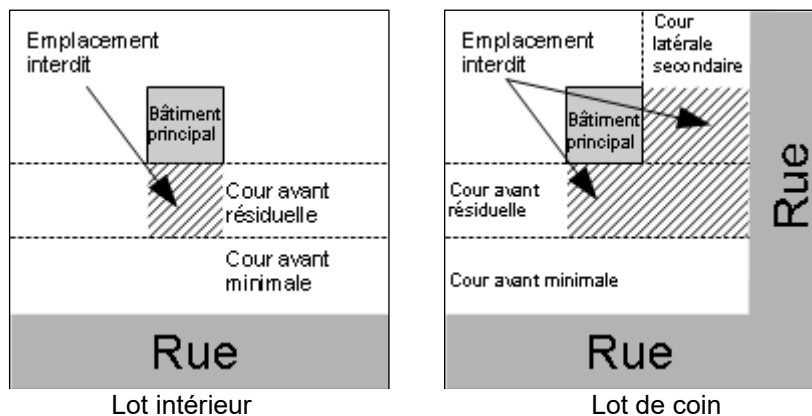 Emplacement
interdit
Bâtiment
principal
Cour avant
résiduelle
Cour avant
minimale
Rue
Lot intérieur
Cour
latérale
secondaire
Emplacement
interdit
Bâtiment
principal
Cour avant
résiduelle
Cour avant minimale
Rue
Rue
Lot de coin